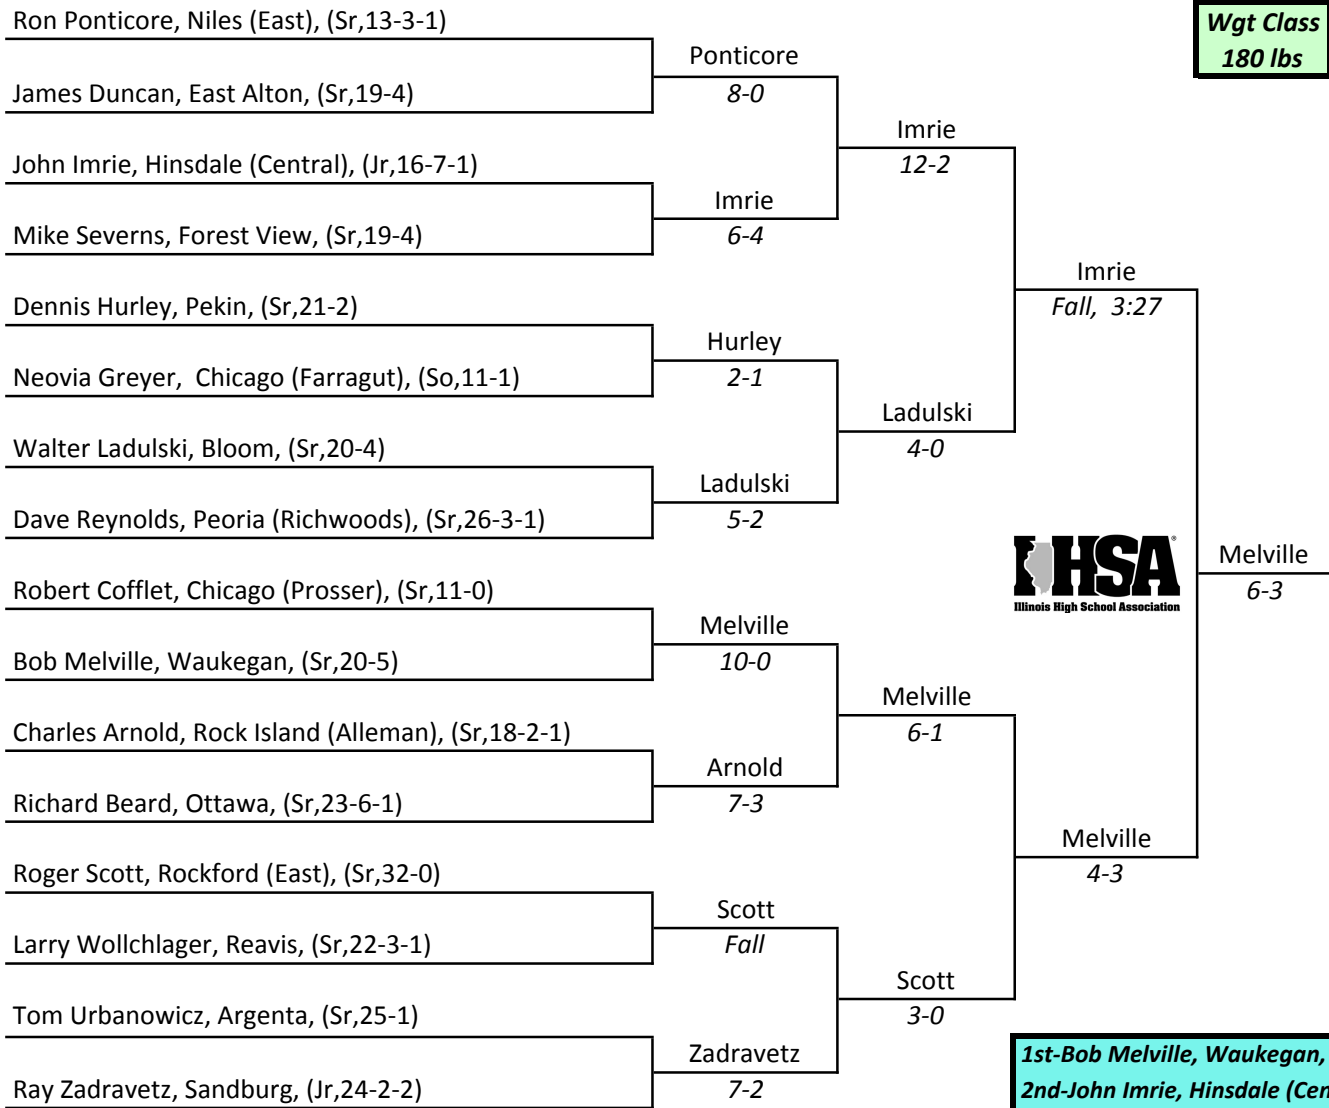 Ron Ponticore, Niles (East), (Sr,13-3-1)
Wgt Class
180 lbs
Ponticore
8-0
James Duncan, East Alton, (Sr,19-4)
Imrie
12-2
John Imrie, Hinsdale (Central), (Jr,16-7-1)
Imrie
6-4
Mike Severns, Forest View, (Sr,19-4)
Imrie
Fall,  3:27
Dennis Hurley, Pekin, (Sr,21-2)
Hurley
2-1
Neovia Greyer,  Chicago (Farragut), (So,11-1)
Ladulski
4-0
Walter Ladulski, Bloom, (Sr,20-4)
Ladulski
5-2
Dave Reynolds, Peoria (Richwoods), (Sr,26-3-1)
IHSA®
Illinois High School Association
Melville
6-3
Robert Cofflet, Chicago (Prosser), (Sr,11-0)
Melville
10-0
Bob Melville, Waukegan, (Sr,20-5)
Melville
6-1
Charles Arnold, Rock Island (Alleman), (Sr,18-2-1)
Arnold
7-3
Richard Beard, Ottawa, (Sr,23-6-1)
Melville
4-3
Roger Scott, Rockford (East), (Sr,32-0)
Scott
Fall
Larry Wollchlager, Reavis, (Sr,22-3-1)
Scott
3-0
Tom Urbanowicz, Argenta, (Sr,25-1)
Zadravetz
7-2
Ray Zadravetz, Sandburg, (Jr,24-2-2)
1st-Bob Melville, Waukegan,
2nd-John Imrie, Hinsdale (Cen